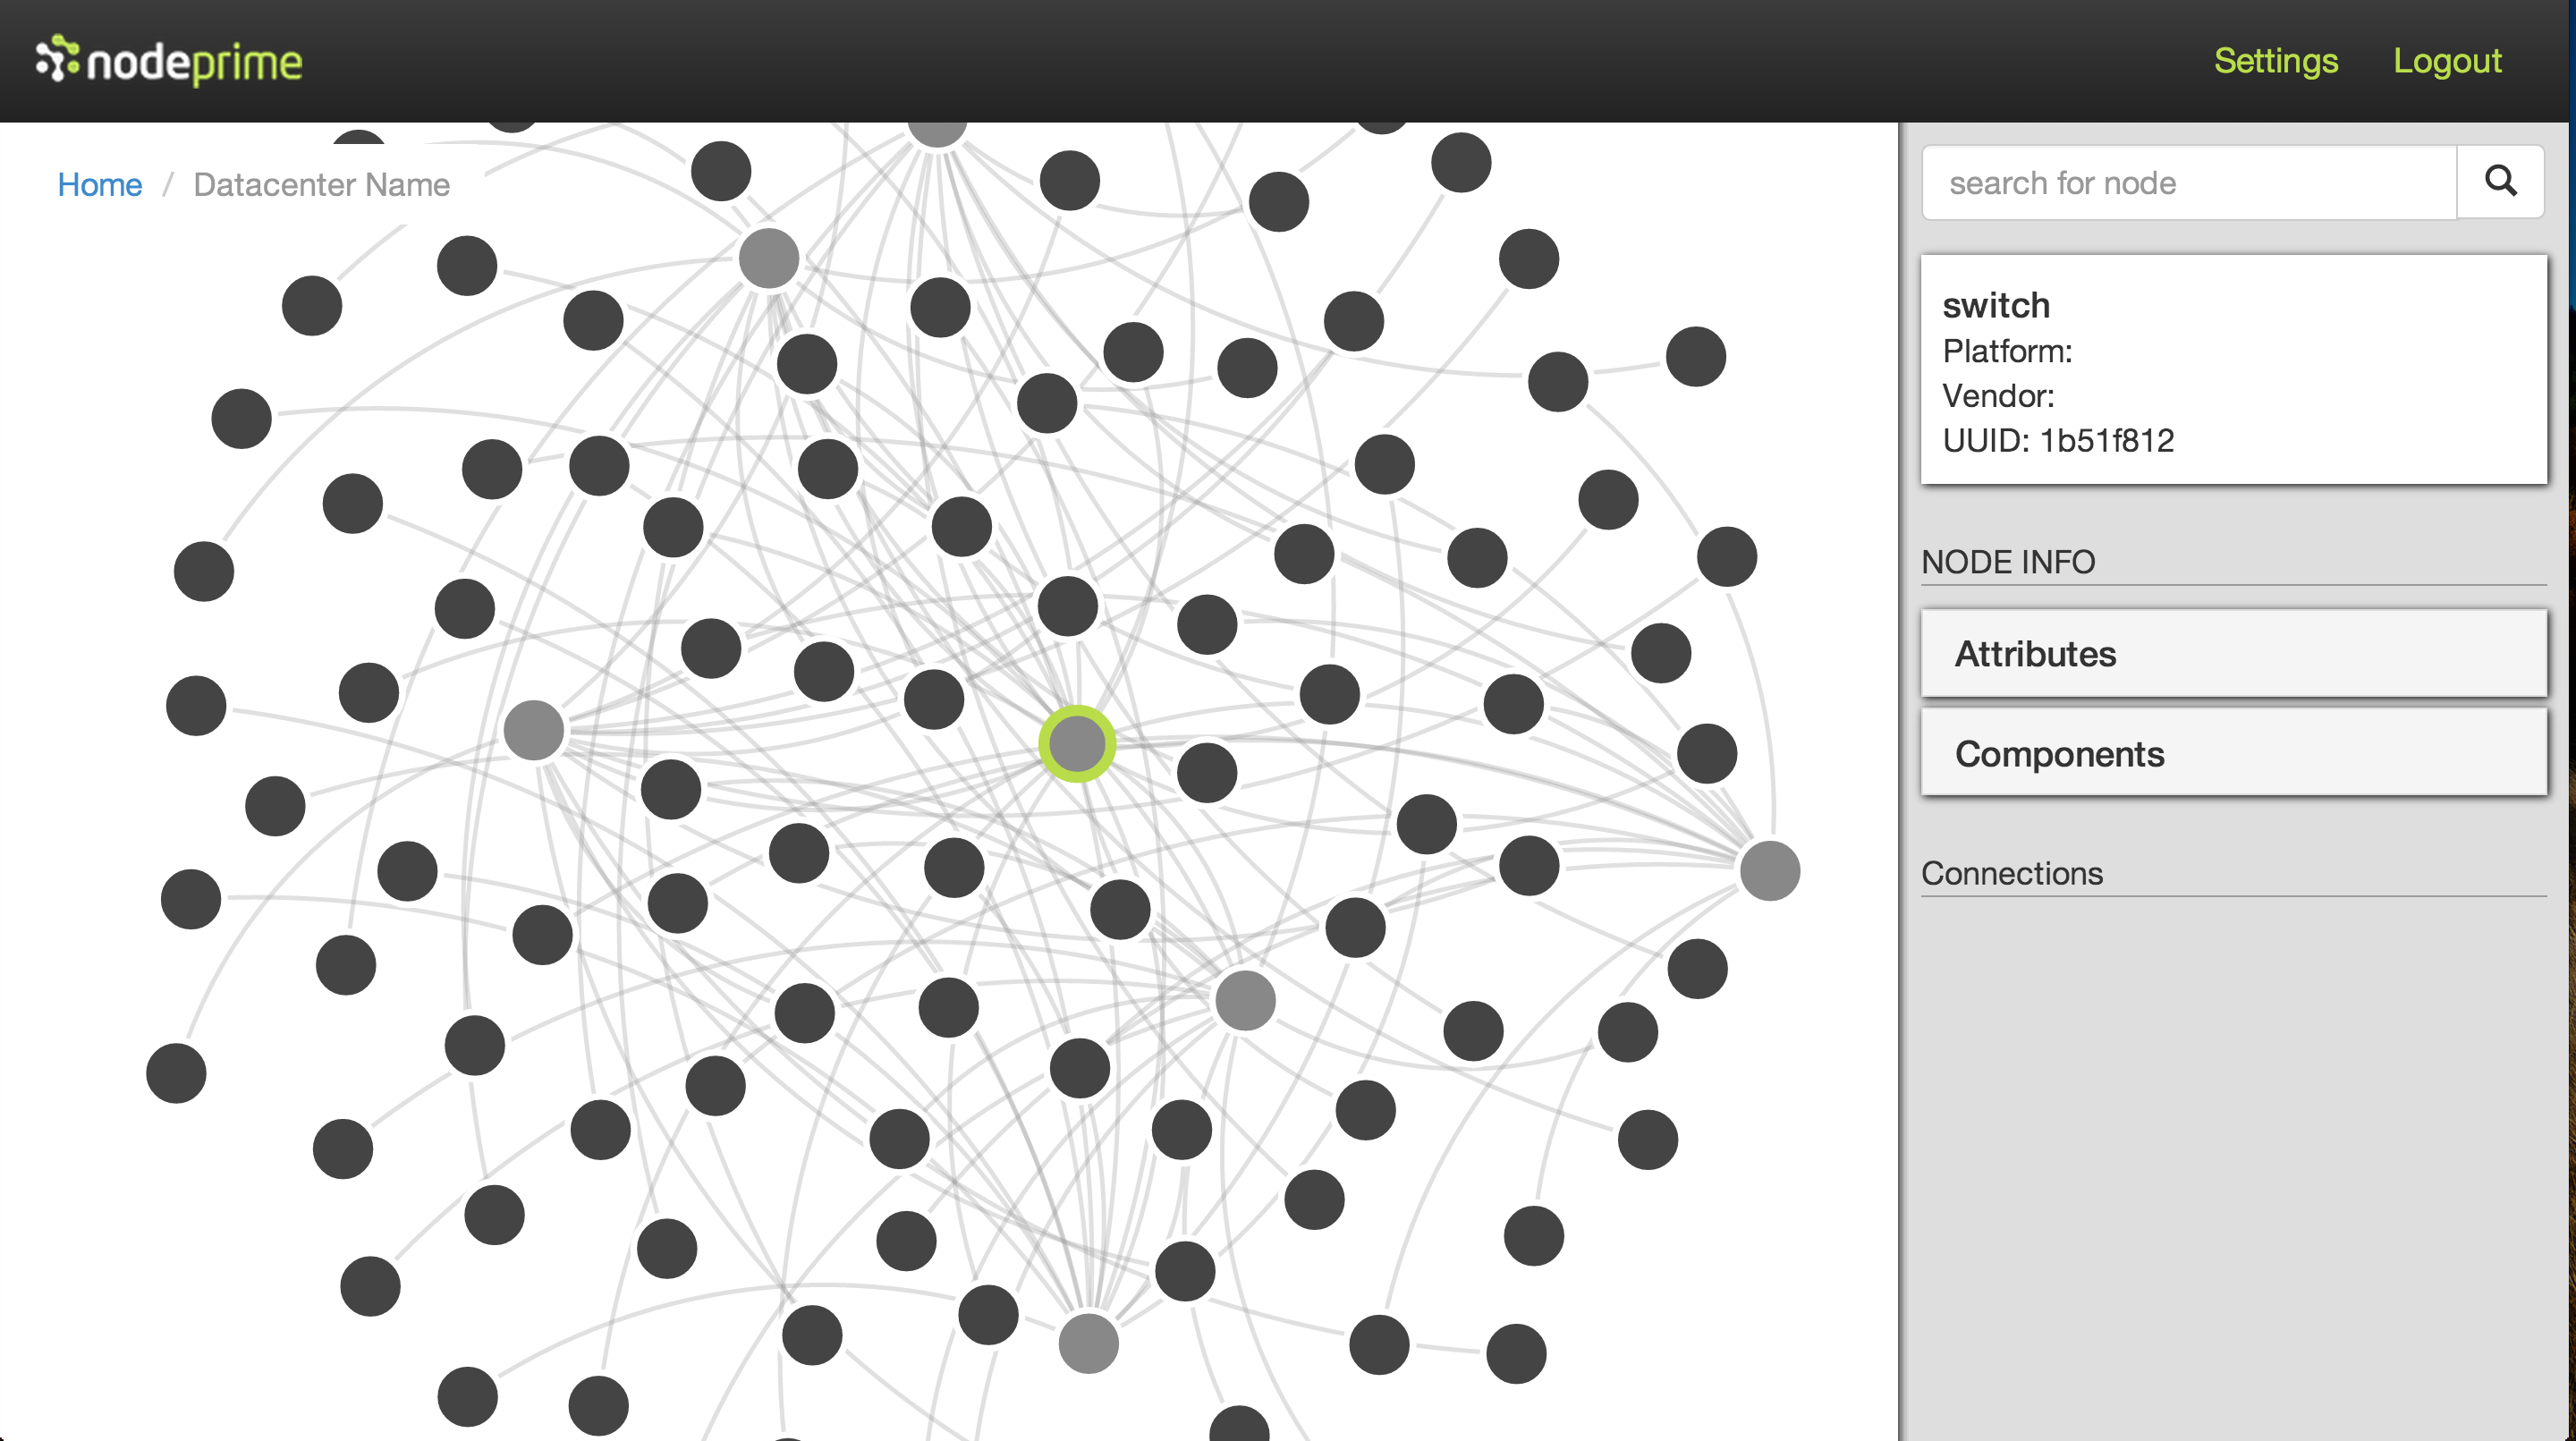 nodeprime
Settings
Logout
Home / Datacenter Name
search for node
switch
Platform:
Vendor:
UUID: 1b51f812
NODE INFO
Attributes
Components
Connections